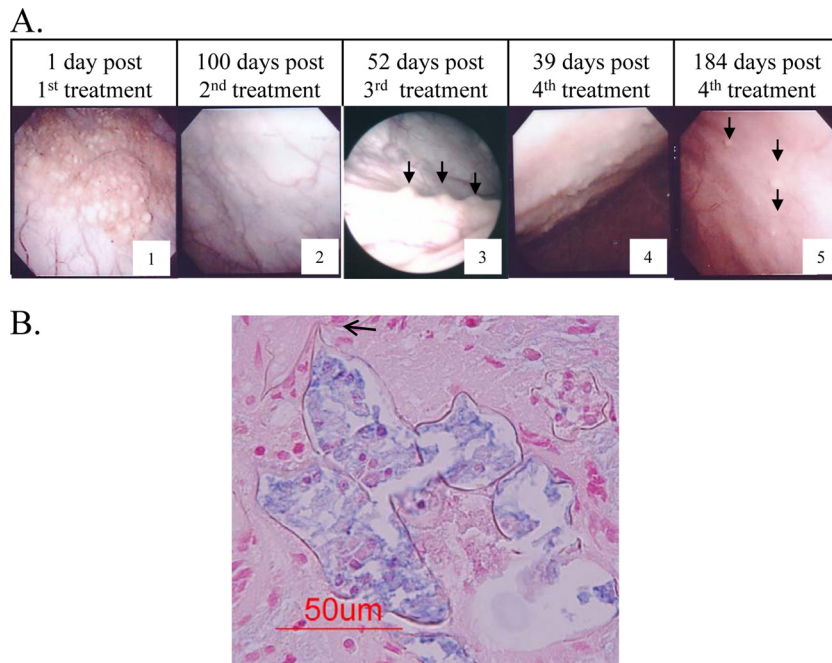 A.
1 day post
1st treatment
100 days post
2nd treatment
52 days post
3rd treatment
39 days post
4th treatment
184 days post
4th treatment
1
2
3
4
5
B.
50um